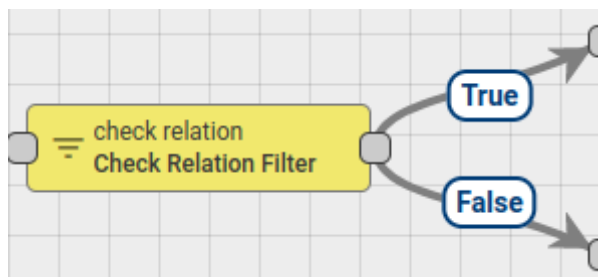 True
check relation
Check Relation Filter
False